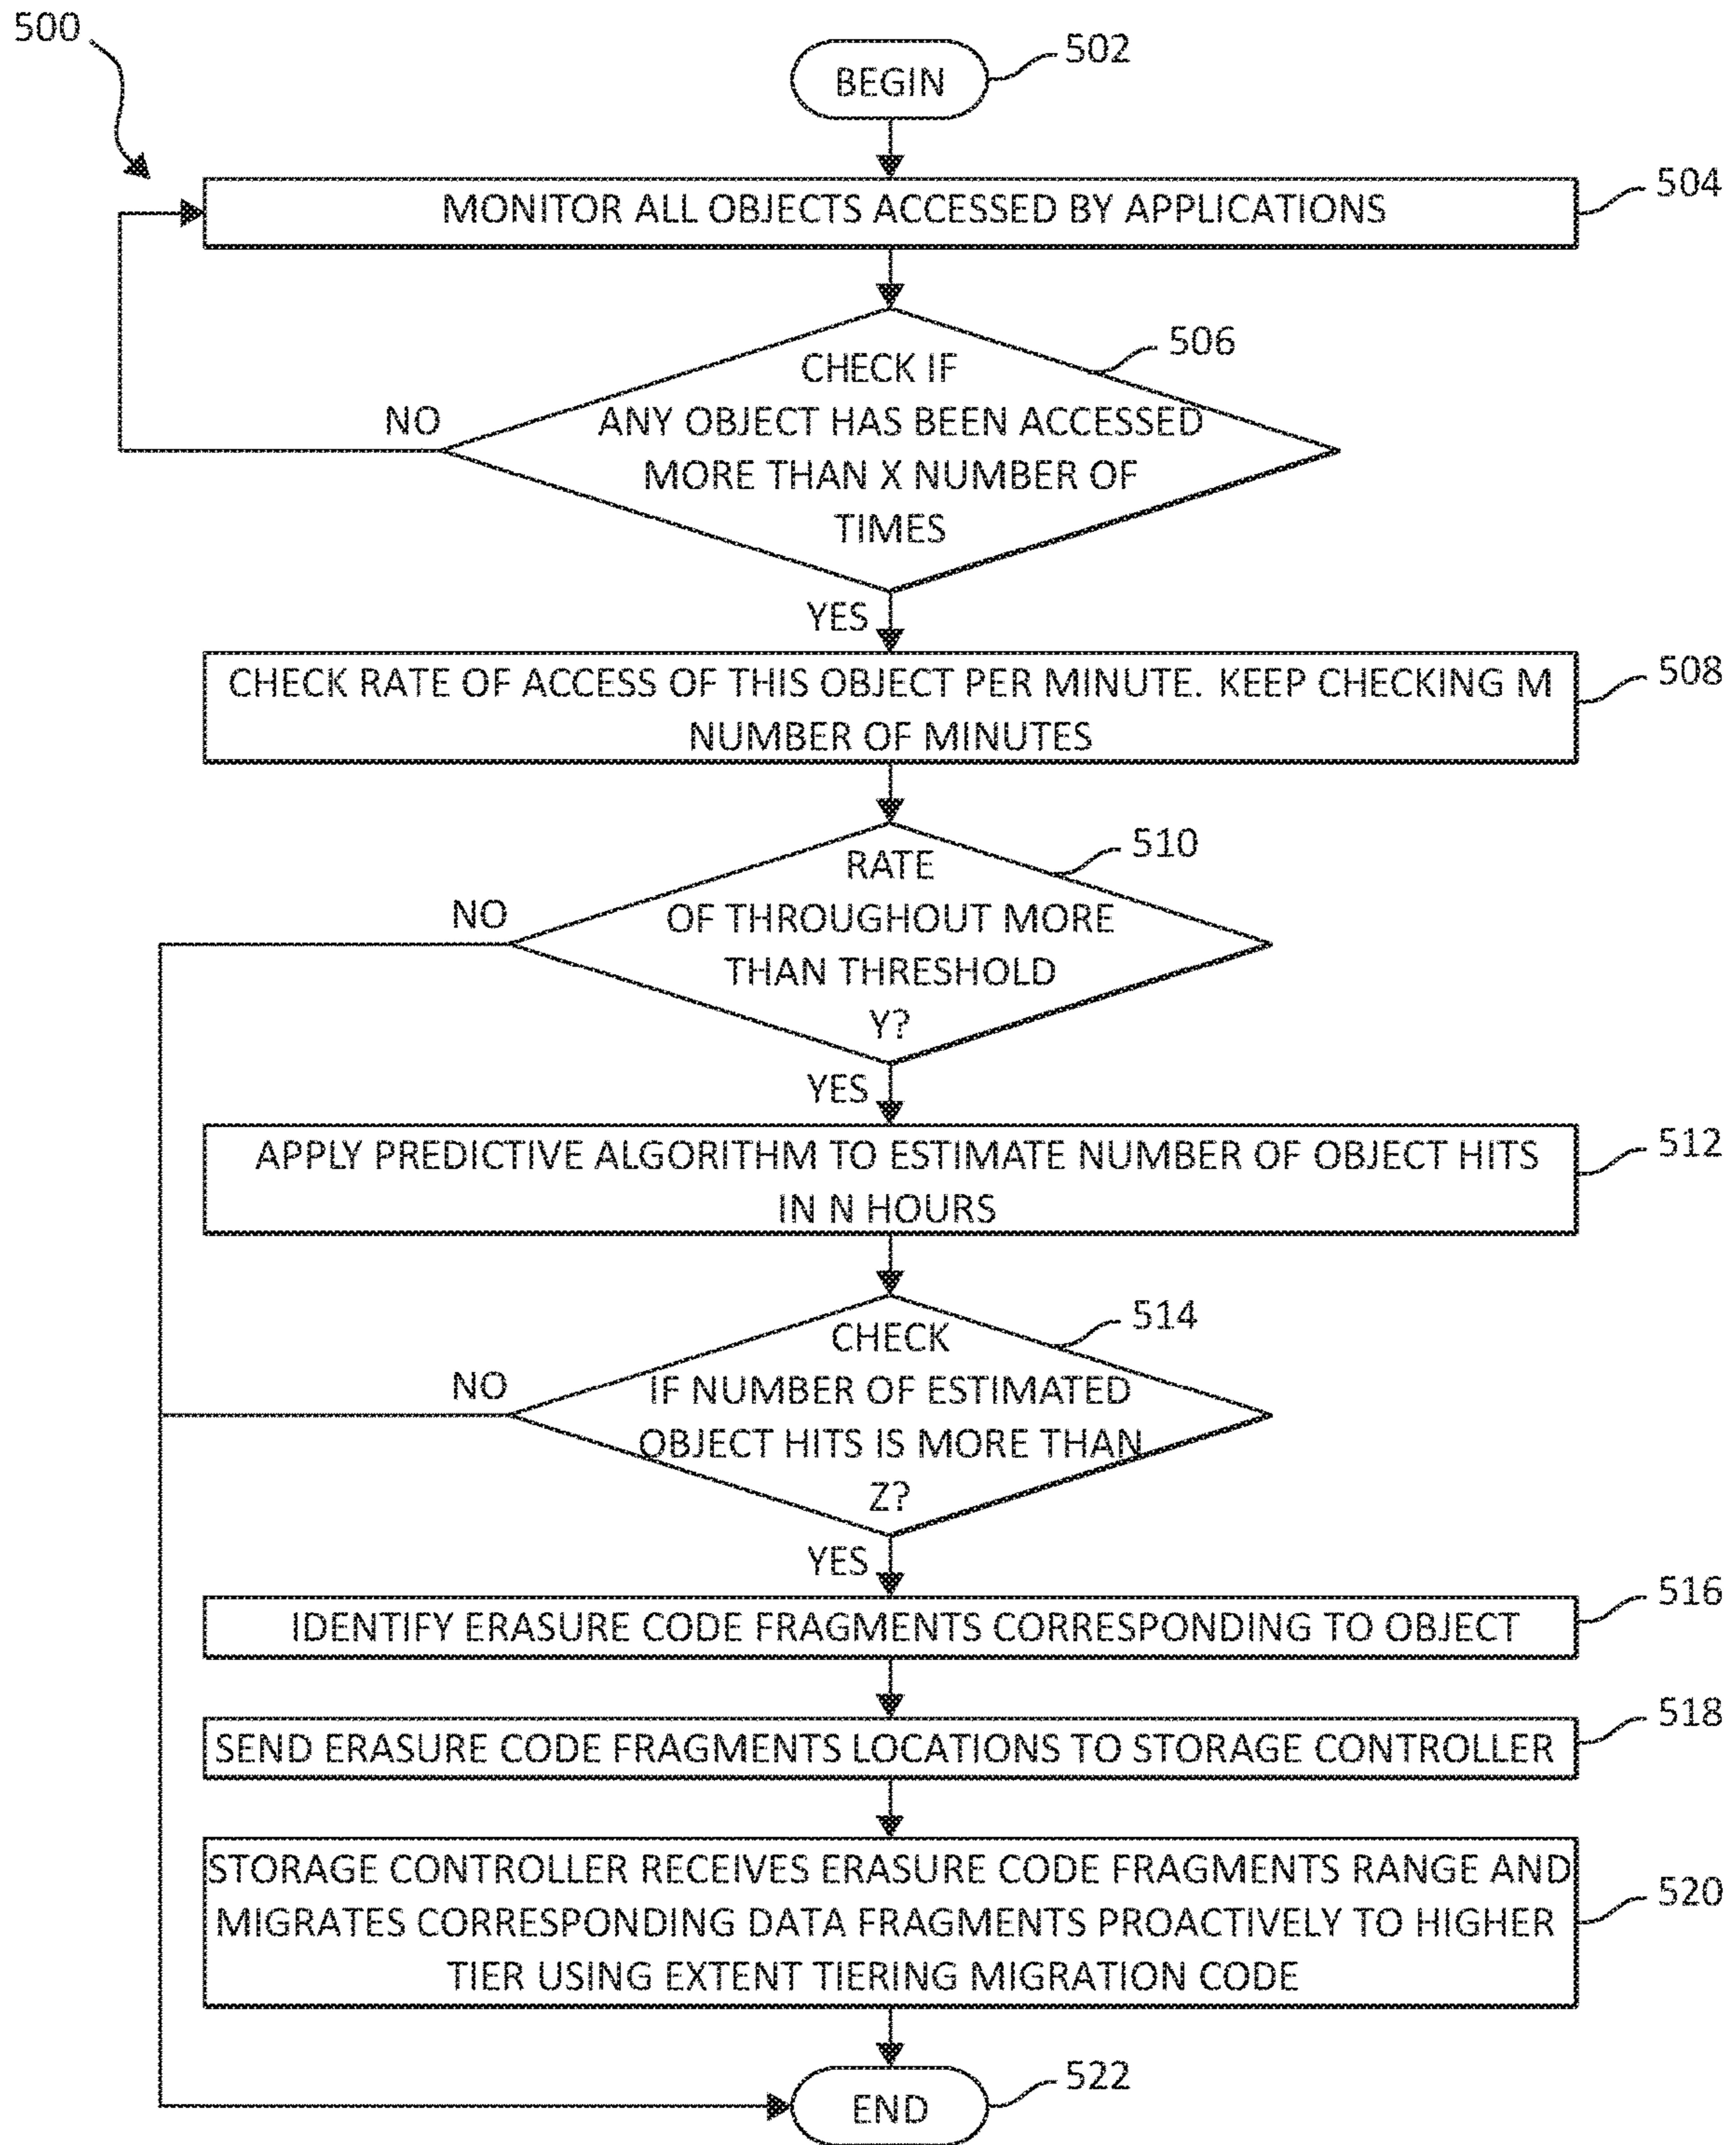 500
BEGIN
502
MONITOR ALL OBJECTS ACCESSED BY APPLICATIONS
504
CHECK IF
ANY OBJECT HAS BEEN ACCESSED
MORE THAN X NUMBER OF
TIMES
506
NO
YES
CHECK RATE OF ACCESS OF THIS OBJECT PER MINUTE. KEEP CHECKING M
NUMBER OF MINUTES
508
RATE
OF THROUGHOUT MORE
THAN THRESHOLD
Y?
510
NO
YES
APPLY PREDICTIVE ALGORITHM TO ESTIMATE NUMBER OF OBJECT HITS
IN N HOURS
512
CHECK
IF NUMBER OF ESTIMATED
OBJECT HITS IS MORE THAN
Z?
514
NO
YES
IDENTIFY ERASURE CODE FRAGMENTS CORRESPONDING TO OBJECT
516
SEND ERASURE CODE FRAGMENTS LOCATIONS TO STORAGE CONTROLLER
518
STORAGE CONTROLLER RECEIVES ERASURE CODE FRAGMENTS RANGE AND
MIGRATES CORRESPONDING DATA FRAGMENTS PROACTIVELY TO HIGHER
TIER USING EXTENT TIERING MIGRATION CODE
520
END
522